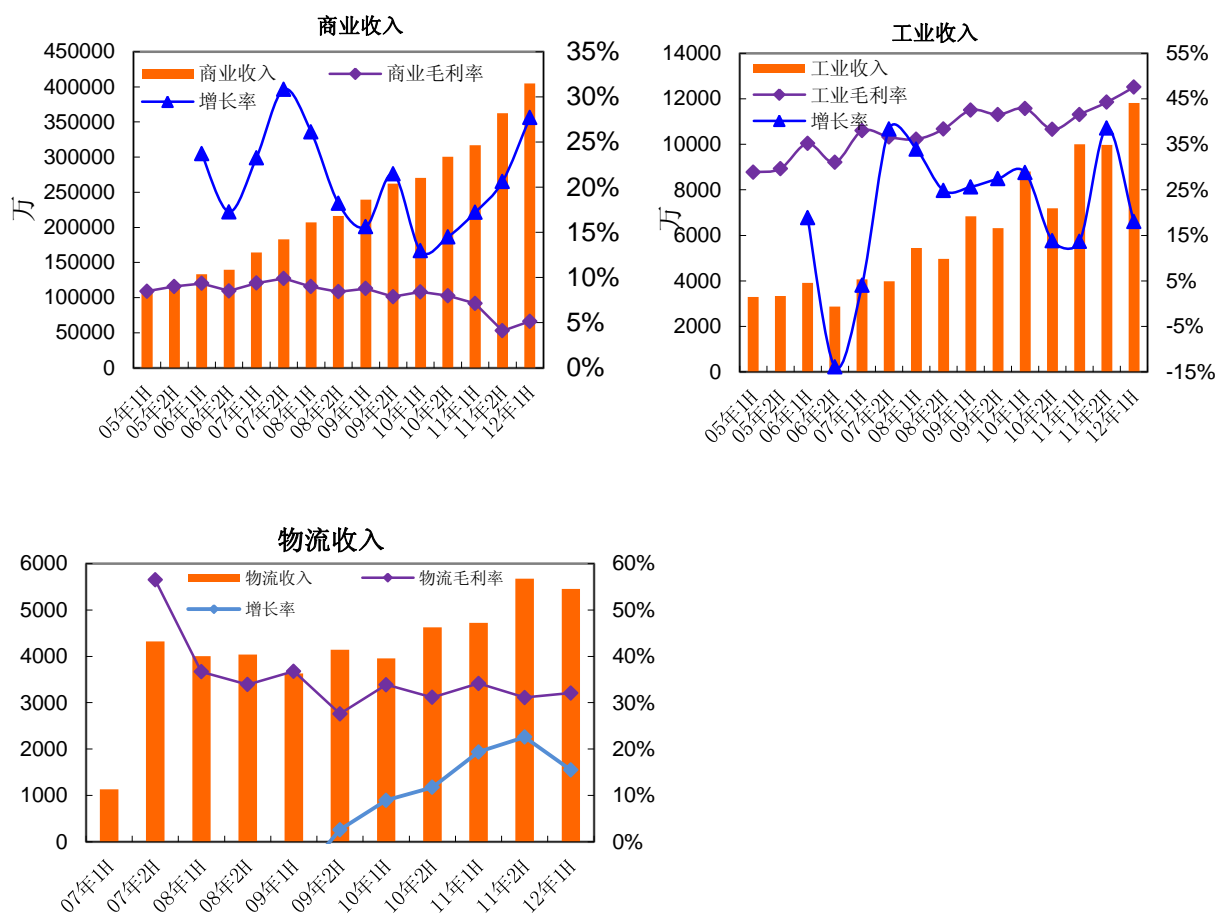 商业收入
450000
400000
350000
300000
250000
200000
150000
100000
50000
0
万
35%
30%
25%
20%
15%
10%
5%
0%
商业收入 商业毛利率
增长率
05年1H
05年2H
06年1H
06年2H
07年1H
07年2H
08年1H
08年2H
09年1H
09年2H
10年1H
10年2H
11年1H
11年2H
12年1H
工业收入
14000
12000
10000
8000
6000
4000
2000
0
万
55%
45%
35%
25%
15%
5%
-5%
-15%
工业收入
工业毛利率
增长率
05年1H
05年2H
06年1H
06年2H
07年1H
07年2H
08年1H
08年2H
09年1H
09年2H
10年1H
10年2H
11年1H
11年2H
12年1H
物流收入
6000
5000
4000
3000
2000
1000
0
60%
50%
40%
30%
20%
10%
0%
物流收入 物流毛利率
增长率
07年1H
07年2H
08年1H
08年2H
09年1H
09年2H
10年1H
10年2H
11年1H
11年2H
12年1H